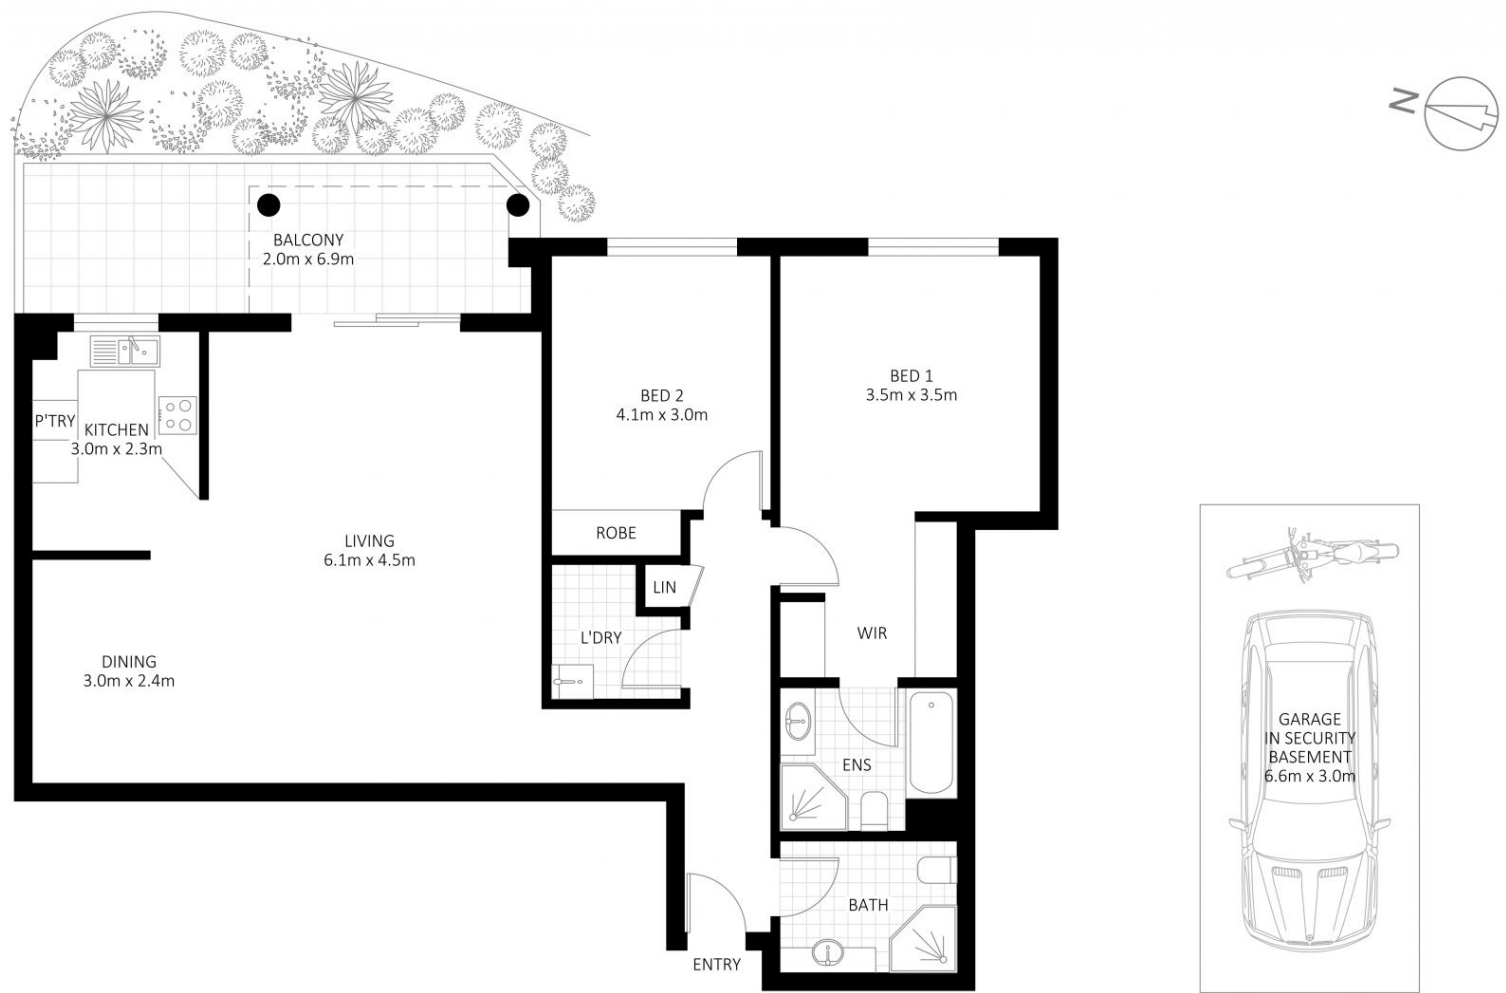 N
BALCONY
2.0m x 6.9m
BED 1
3.5m x 3.5m
BED 2
4.1m x 3.0m
P'TRY
KITCHEN
3.0m x 2.3m
ROBE
LIVING
6.1m x 4.5m
LIN
L'DRY
WIR
DINING
3.0m x 2.4m
GARAGE
IN SECURITY
BASEMENT
6.6m x 3.0m
ENS
BATH
ENTRY